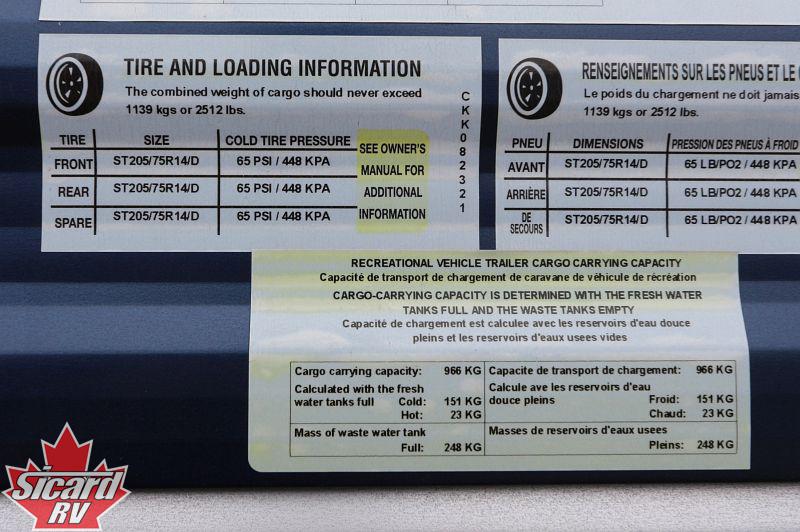 TIRE AND LOADING INFORMATION
The combined weight of cargo should never exceed
1139 kgs or 2512 lbs.
TIRE SIZE COLD TIRE PRESSURE
FRONT ST205/75R14/D 65 PSI / 448 KPA
REAR ST205/75R14/D 65 PSI / 448 KPA
SPARE ST205/75R14/D 65 PSI / 448 KPA
SEE OWNER'S
MANUAL FOR
ADDITIONAL
INFORMATION
CKK082321
RENSEIGNEMENTS SUR LES PNEUS ET LE
Le poids du chargement ne doit jamais
1139 kgs or 2512 lbs.
PNEU DIMENSIONS PRESSION DES PNEUS À FROID
AVANT ST205/75R14/D 65 LB/PO2 / 448 KPA
ARRIÈRE ST205/75R14/D 65 LB/PO2 / 448 KPA
DE
SECOURS ST205/75R14/D 65 LB/PO2 / 448 KPA
RECREATIONAL VEHICLE TRAILER CARGO CARRYING CAPACITY
Capacité de transport de chargement de caravane de véhicule de récréation
CARGO-CARRYING CAPACITY IS DETERMINED WITH THE FRESH WATER
TANKS FULL AND THE WASTE TANKS EMPTY
Capacité de chargement est calculee avec les reservoirs d'eau douce
pleins et les réservoirs d'eaux usees vides
Cargo carrying capacity: 966 KG
Calculated with the fresh
water tanks full Cold: 151 KG
Hot: 23 KG
Mass of waste water tank
Full: 248 KG
Capacite de transport de chargement: 966 KG
Calcule ave les reservoirs d'eau
douce pleins Froid: 151 KG
Chaud: 23 KG
Masses de reservoirs d'eaux usees
Pleins: 248 KG
Sicard
RV